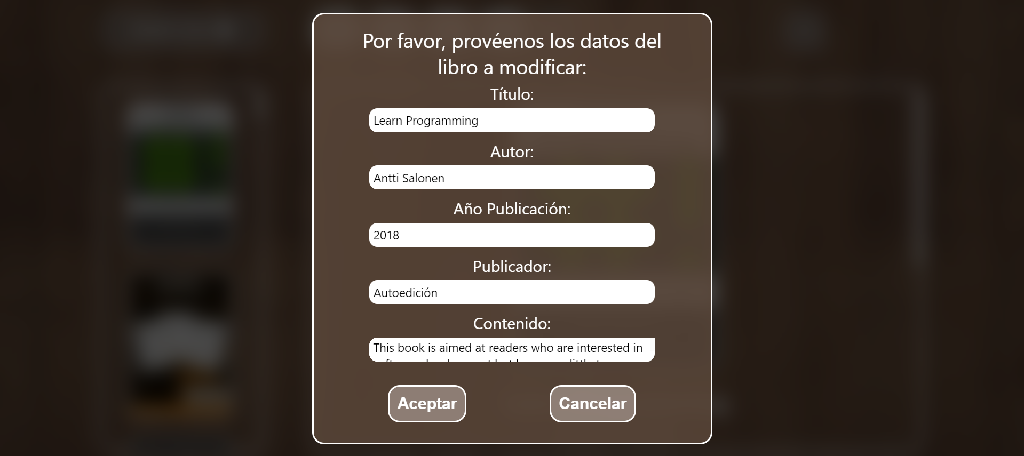 Por favor, provéenos los datos del
libro a modificar:
Título:
Learn Programming
Autor:
Antti Salonen
Año Publicación:
2018
Publicador:
Autoedición
Contenido:
This book is aimed at readers who are interested in
Aceptar
Cancelar